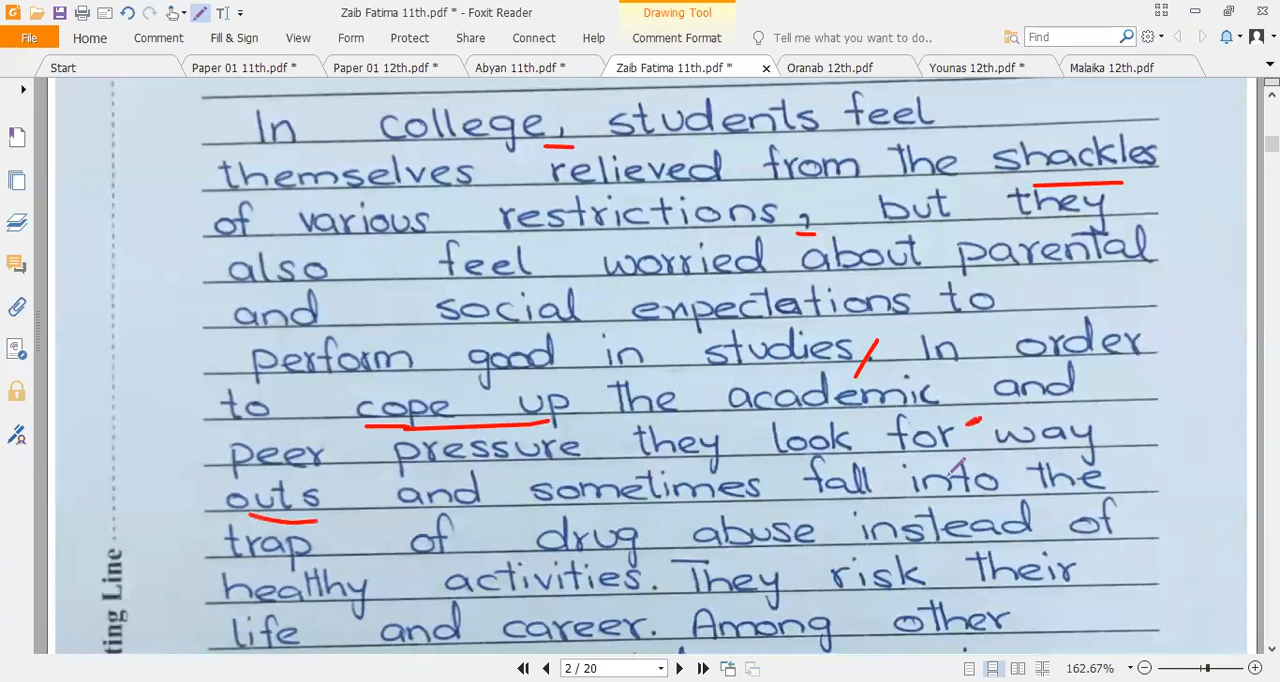 Zaib Fatima 11th.pdf * - Foxit Reader
Drawing Tool
File Home Comment Fill & Sign View Form Protect Share Connect Help Comment Format Tell me what you want to do.. Find
Start Paper 01 11th.pdf * Paper 01 12th.pdf * Abyan 11th.pdf * Zaib Fatima 11th.pdf * Oranab 12th.pdf Younas 12th.pdf * Malaika 12th.pdf
In college, students feel
themselves relieved from the shackles
of various restrictions, but they
also feel worried about parental
and social enpectations to
perform good in studies. In order
to cope up the academic and
peer pressure they look for way
outs and sometimes fall into the
trap of drug abuse instead of
healthy activities. They risk their
life and career. Among other
ting Line
2 / 20
162.67%